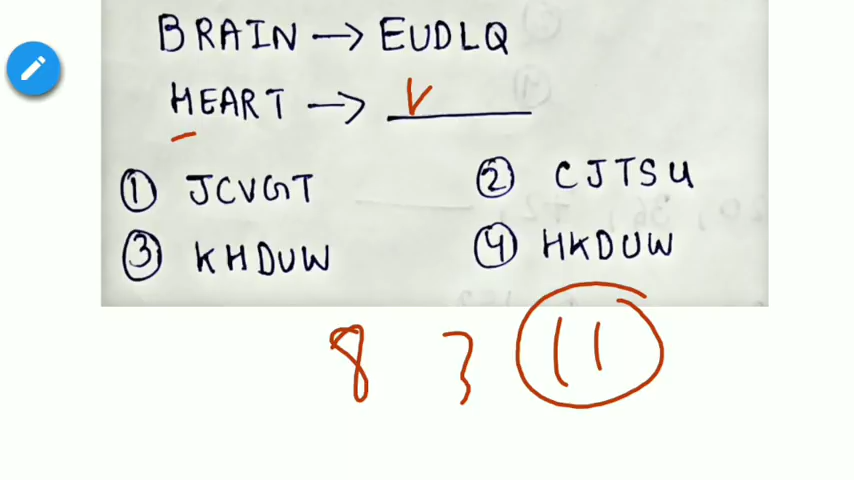 BRAIN → EUDLQ
HEART → K
① JCVGT ② CJTSU
③ KHDUW ④ HKDUW
8 3 11